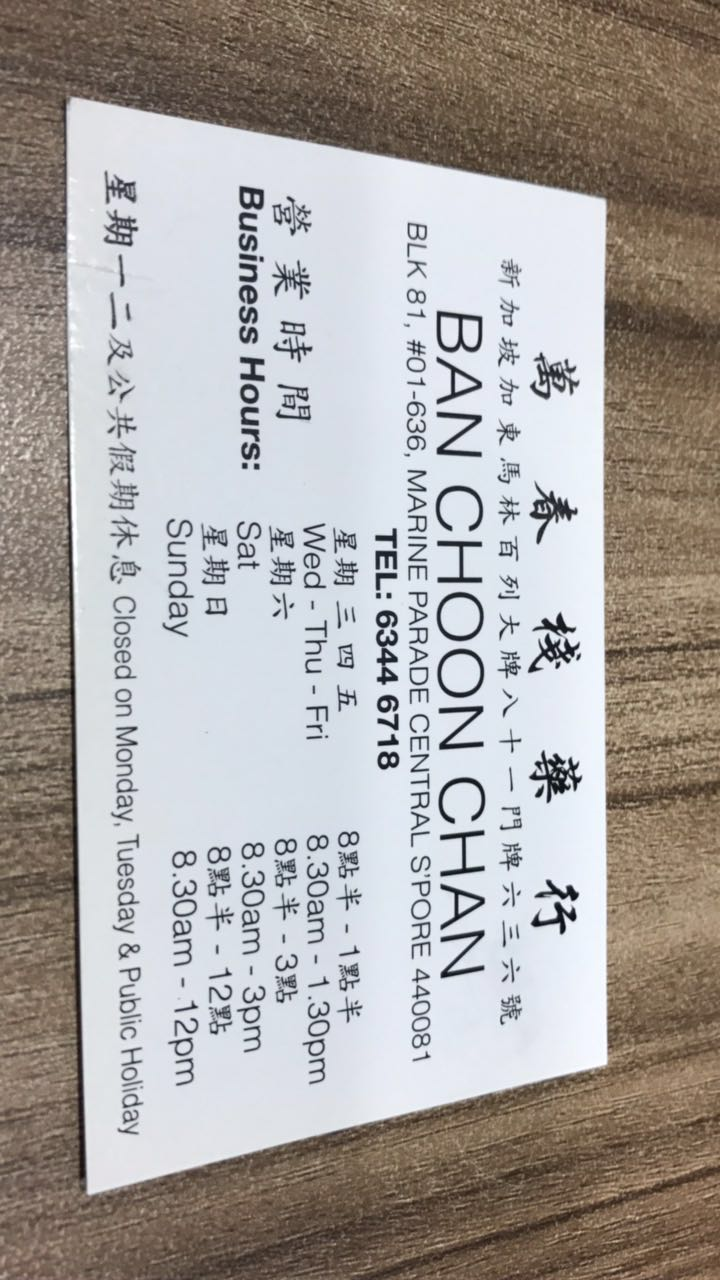 萬春棧藥行
新加坡加東馬林百列大牌八十一門牌六三六號
BAN CHOON CHAN
BLK 81, #01-636, MARINE PARADE CENTRAL S'PORE 440081
TEL: 6344 6718
營業時間 星期三四五 8點半 - 1點半
Business Hours: Wed - Thu - Fri 8.30am - 1.30pm
星期六 8點半 - 3點
Sat 8.30am - 3pm
星期日 8點半 - 12點
Sunday 8.30am - 12pm
星期一二及公共假期休息 Closed on Monday, Tuesday & Public Holiday